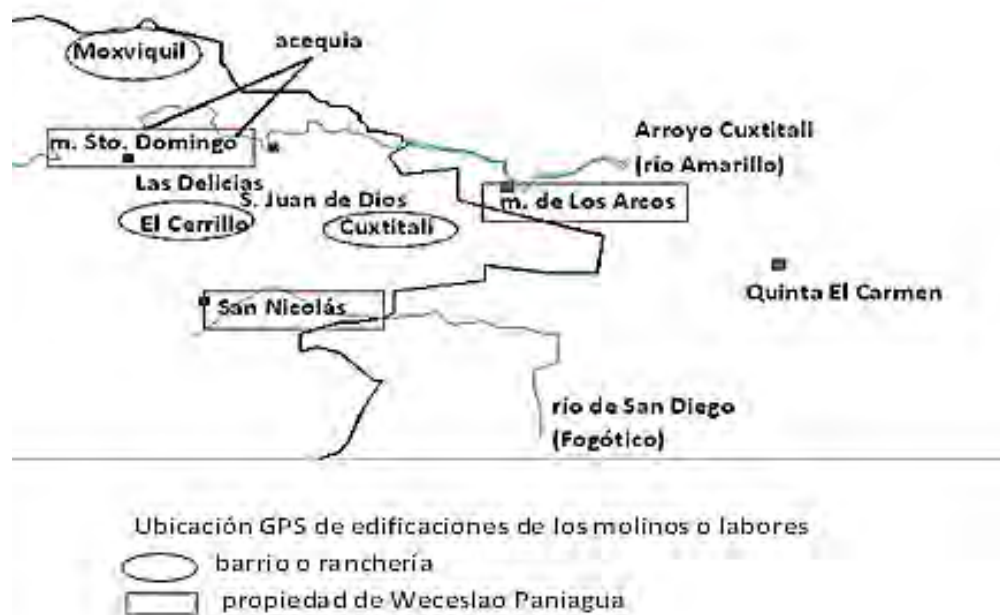 Moxviquil
acequia
m. Sto. Domingo
Arroyo Cuxtitali
(río Amarillo)
Las Delicias
S. Juan de Dios
m. de Los Arcos
El Cerrillo
Cuxtitali
Quinta El Carmen
San Nicolás
río de San Diego
(Fogótico)
Ubicación GPS de edificaciones de los molinos o labores
barrio o ranchería
propiedad de Weceslao Paniagua